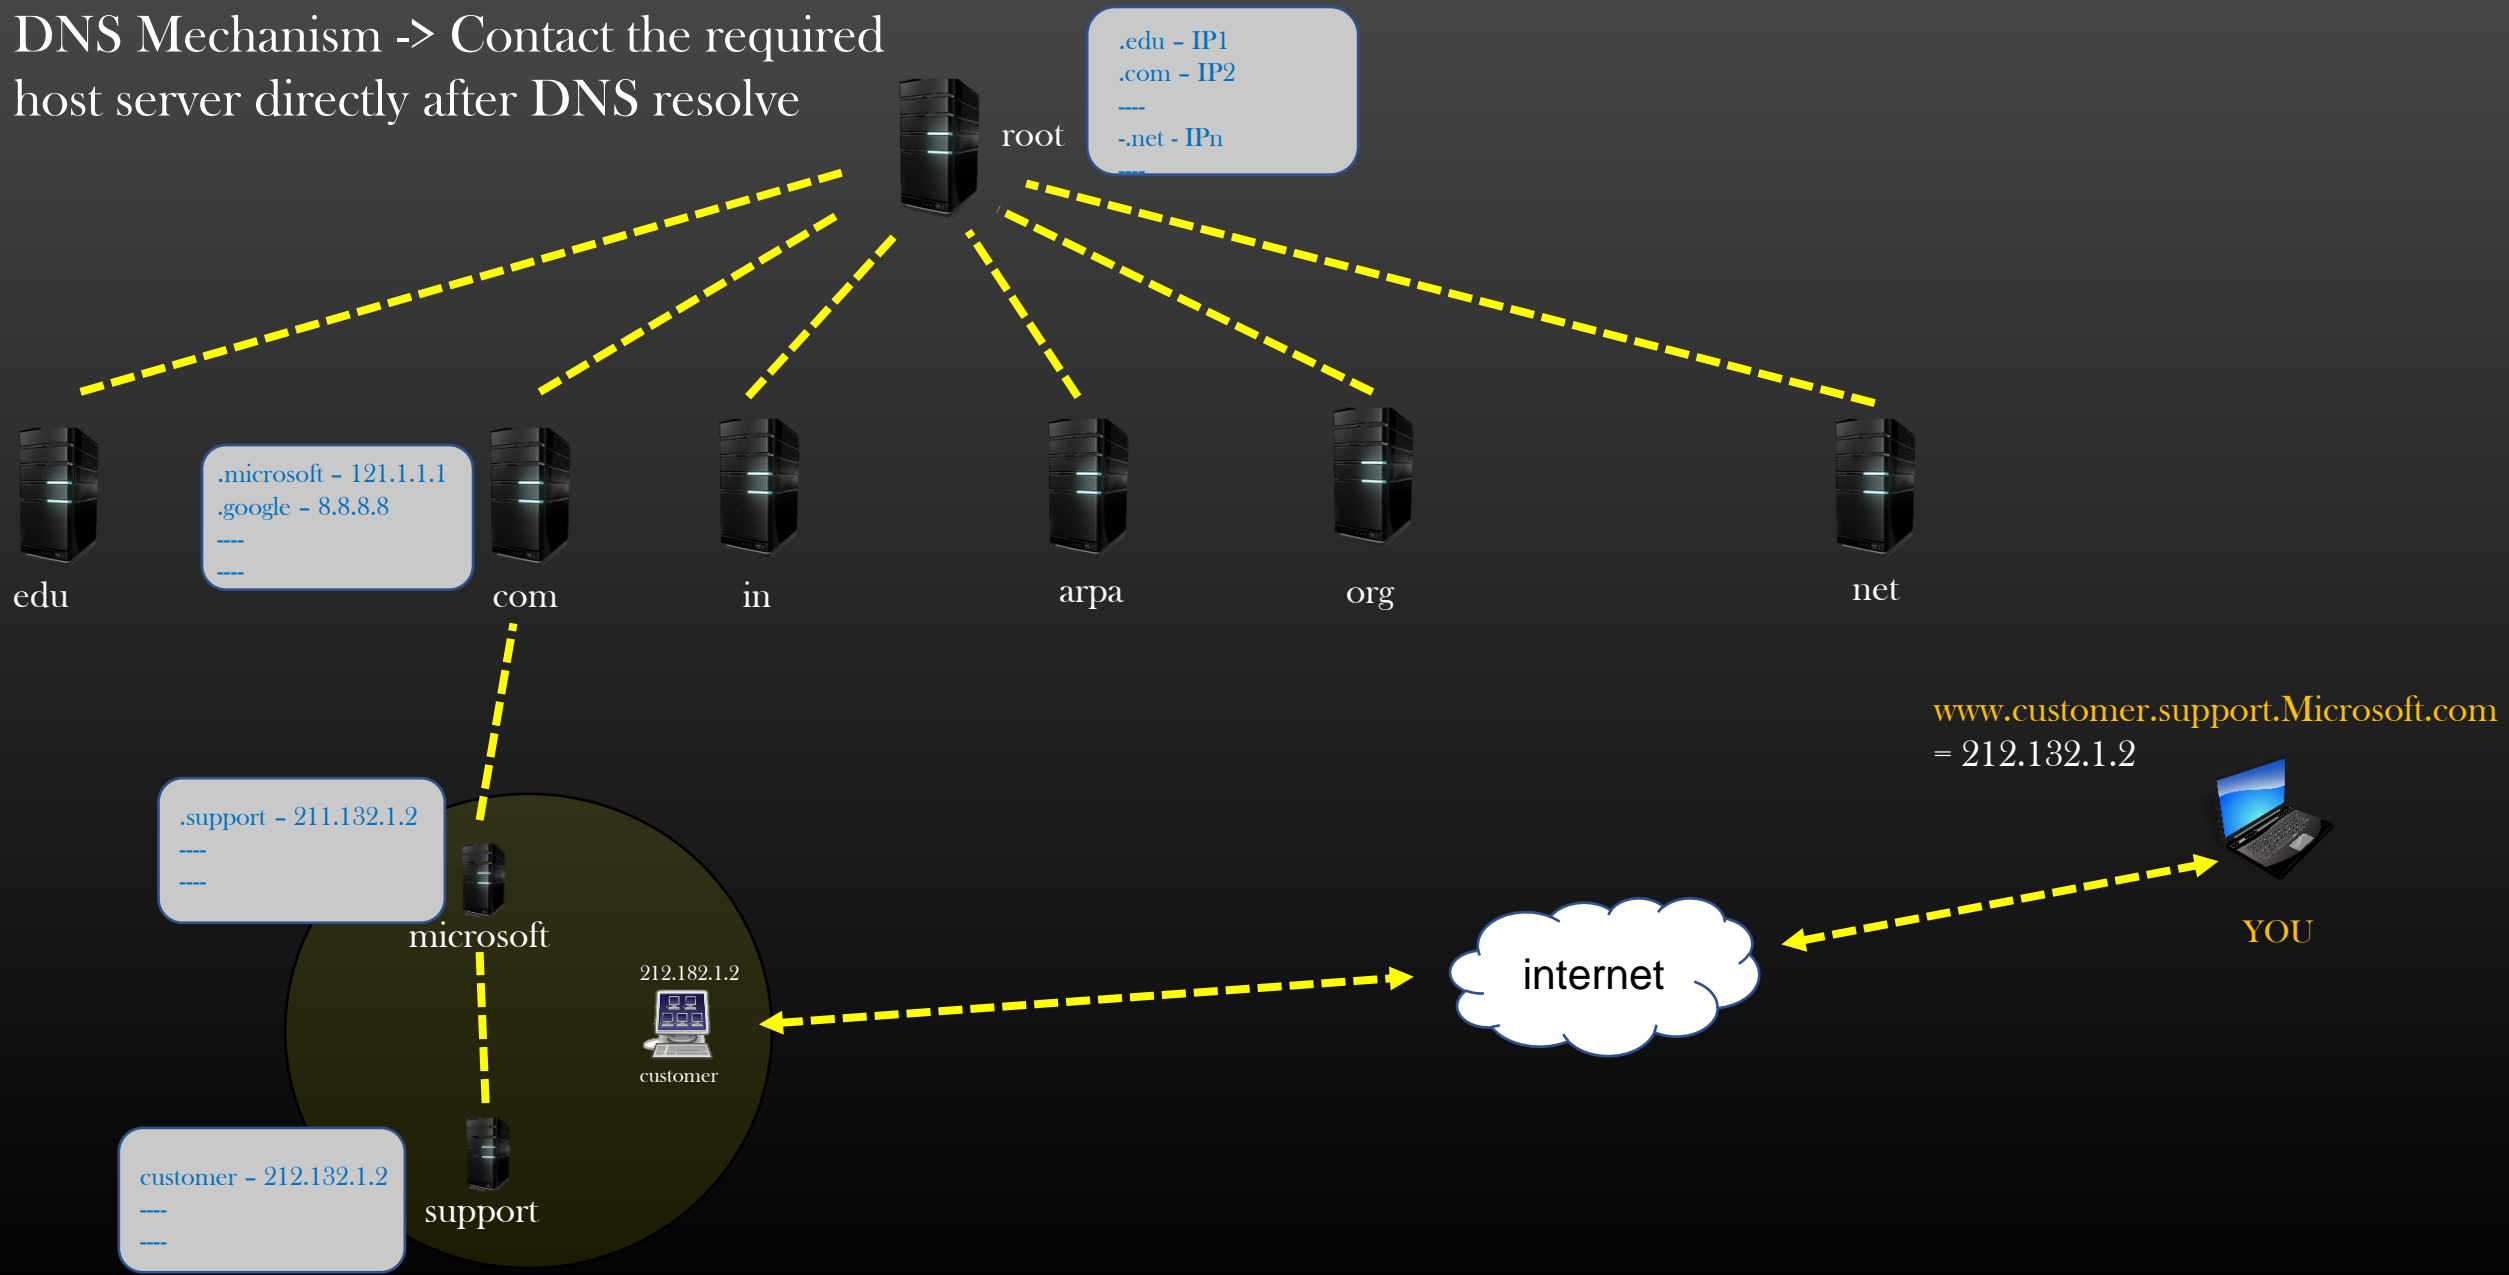 DNS Mechanism -> Contact the required
host server directly after DNS resolve
.edu – IP1
.com – IP2
----
-.net - IPn
----
root
.microsoft – 121.1.1.1
.google – 8.8.8.8
----
----
edu
com
in
arpa
org
net
www.customer.support.Microsoft.com
= 212.132.1.2
YOU
.support – 211.132.1.2
----
----
microsoft
212.182.1.2
customer
internet
customer – 212.132.1.2
----
----
support